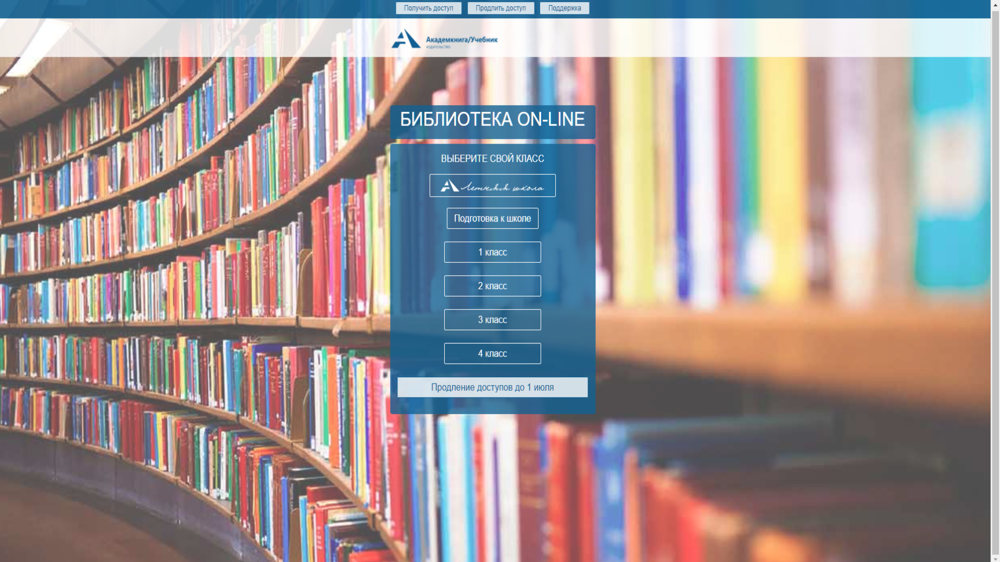 Получить доступ
Продлить доступ
Поддержка
Академкнига/Учебник
ИЗДАТЕЛЬСТВО
БИБЛИОТЕКА ON-LINE
ВЫБЕРИТЕ СВОЙ КЛАСС
Летняя школа
Подготовка к школе
1 класс
2 класс
3 класс
4 класс
Продление доступов до 1 июля